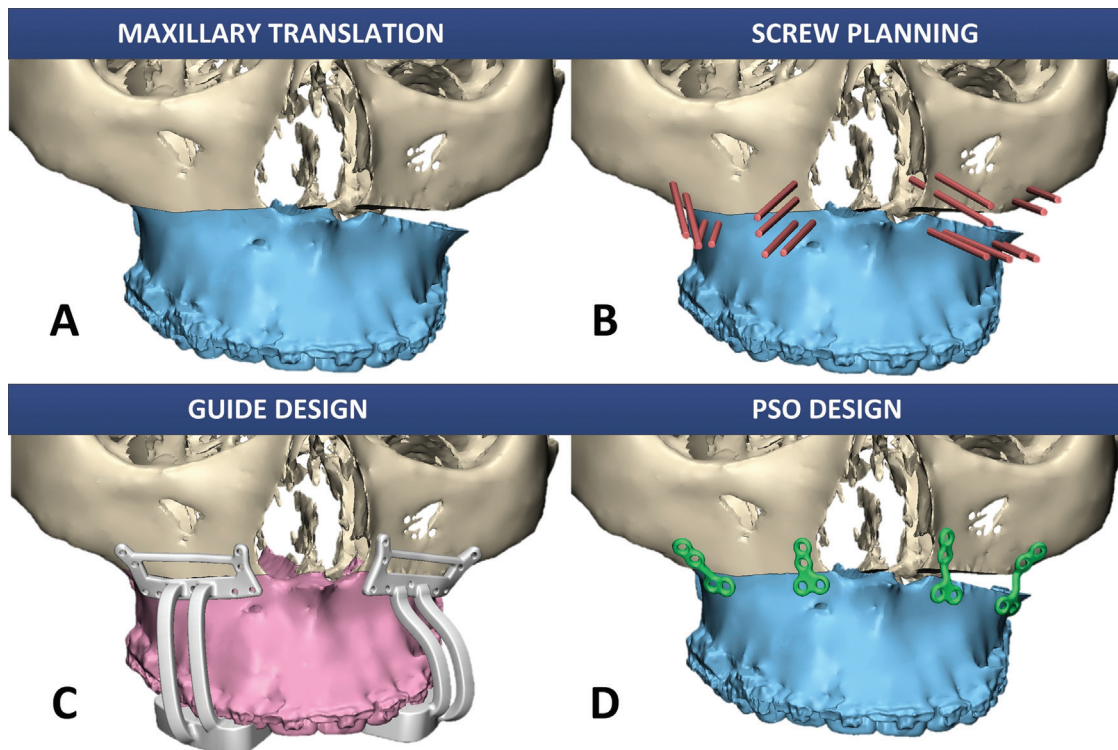 MAXILLARY TRANSLATION
SCREW PLANNING
A
B
GUIDE DESIGN
PSO DESIGN
C
D